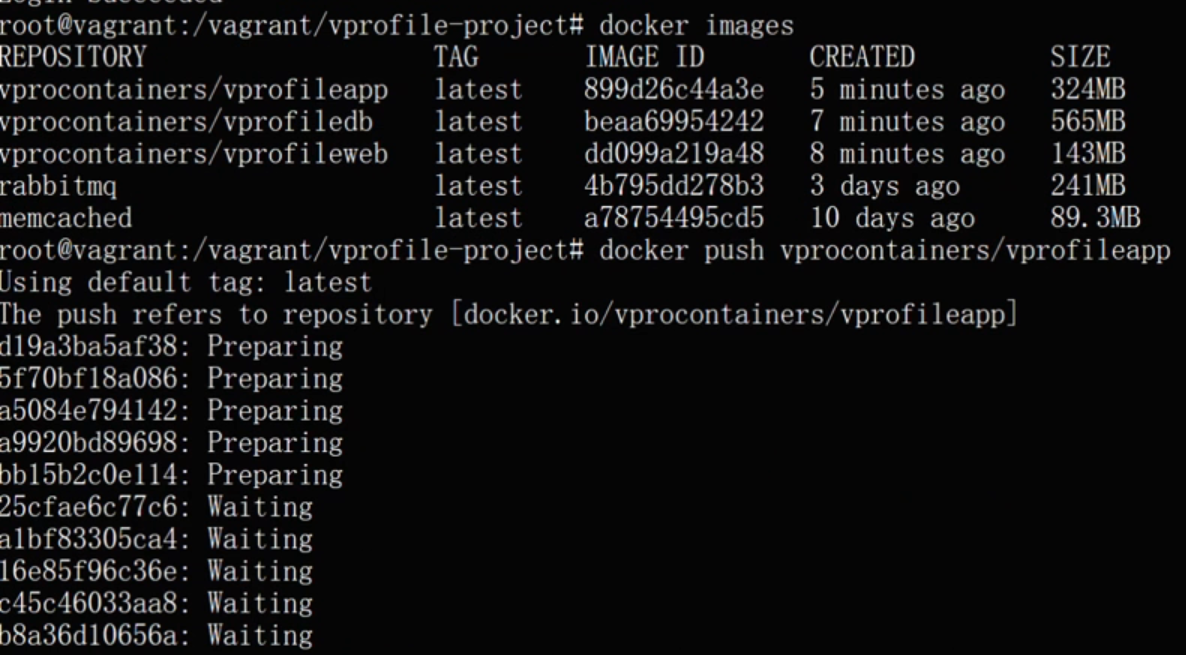 Login Succeeded
root@vagrant:/vagrant/vprofile-project# docker images
REPOSITORY TAG IMAGE ID CREATED SIZE
vprocontainers/vprofileapp latest 899d26c44a3e 5 minutes ago 324MB
vprocontainers/vprofiledb latest beaa69954242 7 minutes ago 565MB
vprocontainers/vprofileweb latest dd099a219a48 8 minutes ago 143MB
rabbitmq latest 4b795dd278b3 3 days ago 241MB
memcached latest a78754495cd5 10 days ago 89.3MB
root@vagrant:/vagrant/vprofile-project# docker push vprocontainers/vprofileapp
Using default tag: latest
The push refers to repository [docker.io/vprocontainers/vprofileapp]
d19a3ba5af38: Preparing
5f70bf18a086: Preparing
a5084e794142: Preparing
a9920bd89698: Preparing
bb15b2c0e114: Preparing
25cfae6c77c6: Waiting
a1bf83305ca4: Waiting
16e85f96c36e: Waiting
c45c46033aa8: Waiting
b8a36d10656a: Waiting